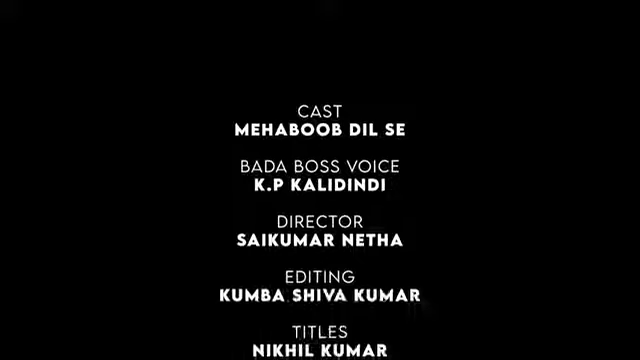 CAST
MEHABOOB DIL SE
BADA BOSS VOICE
K.P KALIDINDI
DIRECTOR
SAIKUMAR NETHA
EDITING
KUMBA SHIVA KUMAR
TITLES
NIKHIL KUMAR